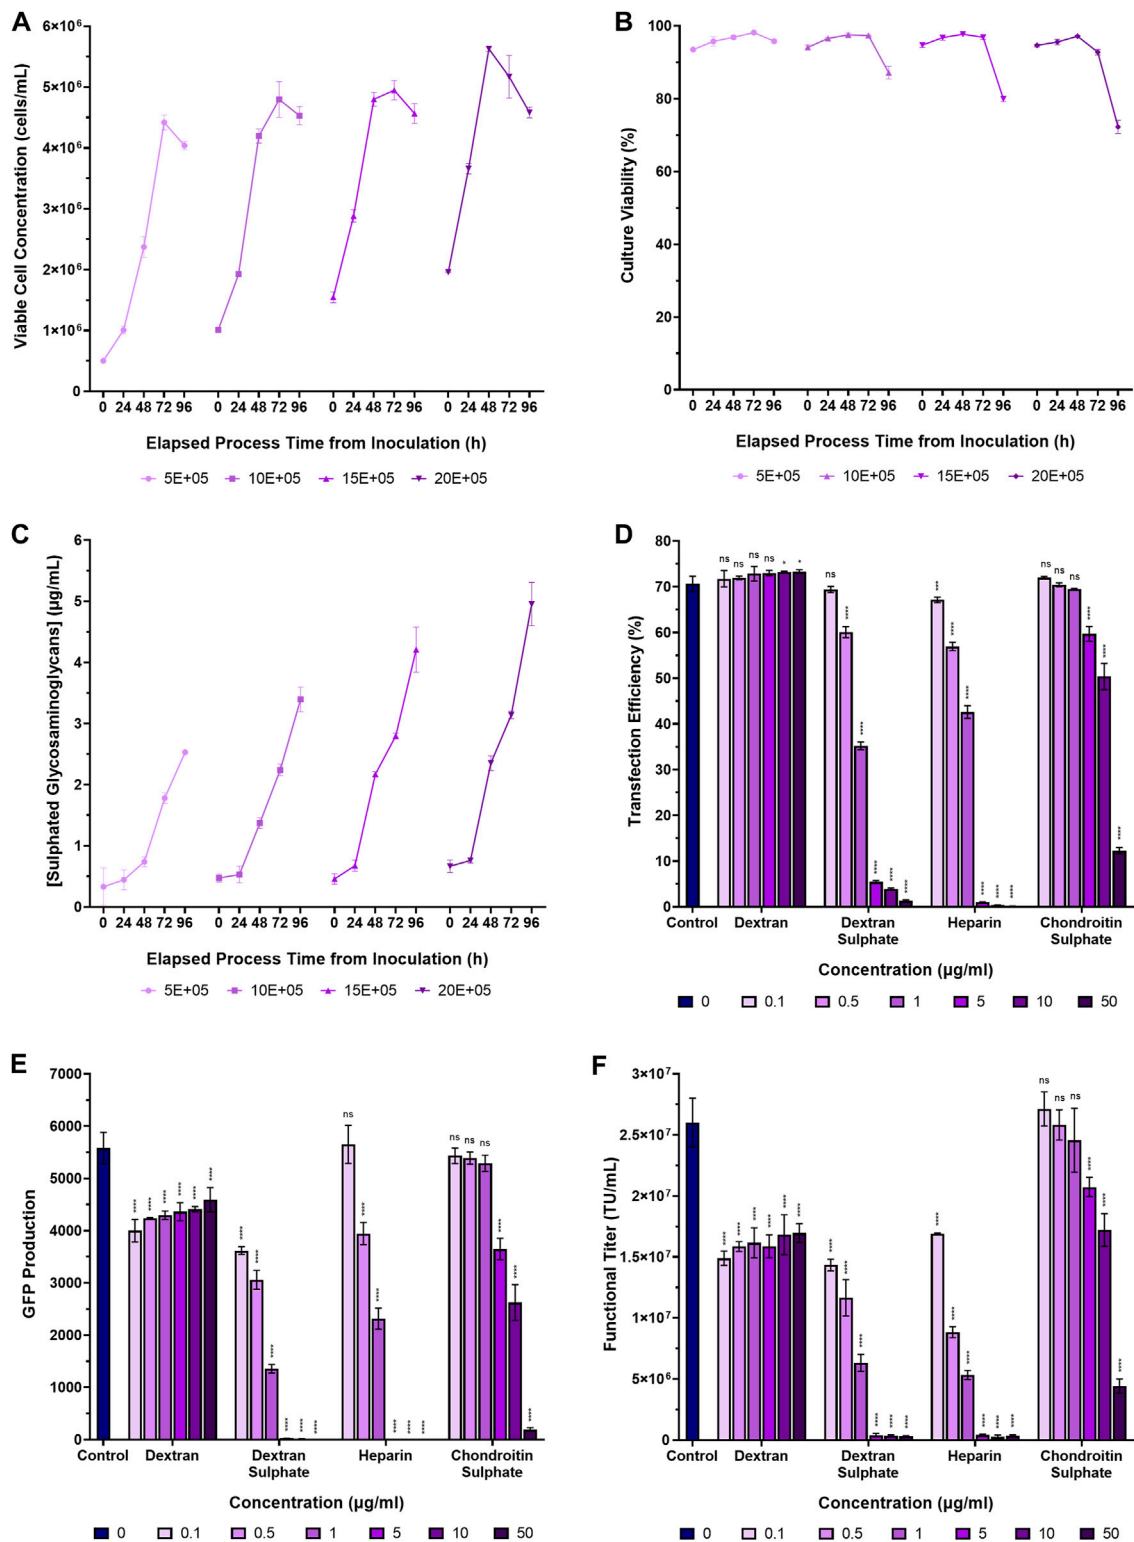 A
Viable Cell Concentration (cells/mL)
6×10⁶
5×10⁶
4×10⁶
3×10⁶
2×10⁶
1×10⁶
0
0 24 48 72 96 0 24 48 72 96 0 24 48 72 96 0 24 48 72 96
Elapsed Process Time from Inoculation (h)
5E+05 10E+05 15E+05 20E+05
B
Culture Viability (%)
100
80
60
40
20
0
0 24 48 72 96 0 24 48 72 96 0 24 48 72 96 0 24 48 72 96
Elapsed Process Time from Inoculation (h)
5E+05 10E+05 15E+05 20E+05
C
[Sulphated Glycosaminoglycans] (μg/mL)
6
5
4
3
2
1
0
0 24 48 72 96 0 24 48 72 96 0 24 48 72 96 0 24 48 72 96
Elapsed Process Time from Inoculation (h)
5E+05 10E+05 15E+05 20E+05
D
Transfection Efficiency (%)
80
70
60
50
40
30
20
10
0
ns ns ns ns * *
ns **** **** **** **** ****
*** **** **** **** **** ****
ns ns ns **** **** ****
Control Dextran Dextran Sulphate Heparin Chondroitin Sulphate
Concentration (μg/ml)
0 0.1 0.5 1 5 10 50
E
GFP Production
7000
6000
5000
4000
3000
2000
1000
0
**** **** **** **** **** ****
**** **** **** **** **** ****
ns **** **** **** **** ****
ns ns ns **** **** ****
Control Dextran Dextran Sulphate Heparin Chondroitin Sulphate
Concentration (μg/ml)
0 0.1 0.5 1 5 10 50
F
Functional Titer (TU/mL)
3×10⁷
2.5×10⁷
2×10⁷
1.5×10⁷
1×10⁷
5×10⁶
0
**** **** **** **** **** ****
**** **** **** **** **** ****
**** **** **** **** **** ****
ns ns ns **** **** ****
Control Dextran Dextran Sulphate Heparin Chondroitin Sulphate
Concentration (μg/ml)
0 0.1 0.5 1 5 10 50